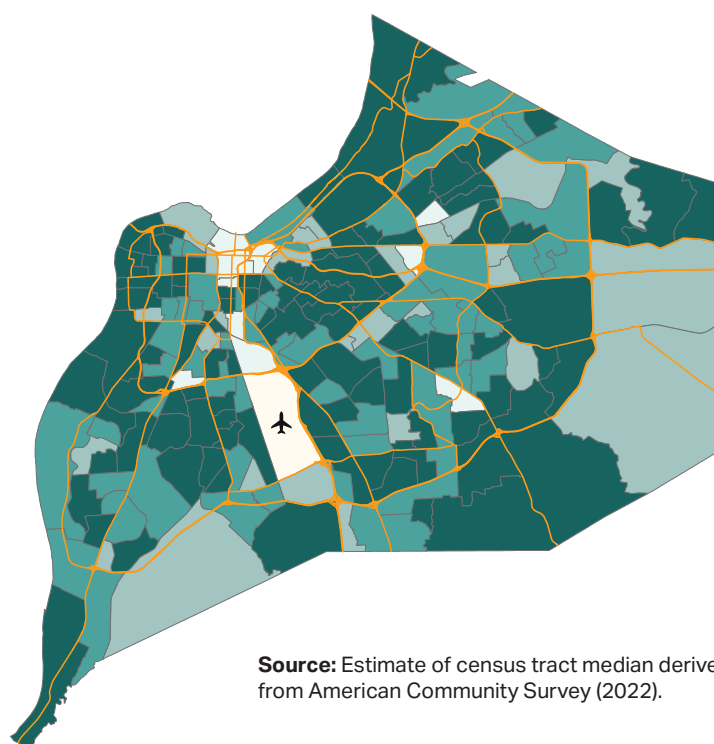 Source: Estimate of census tract median derive
from American Community Survey (2022).